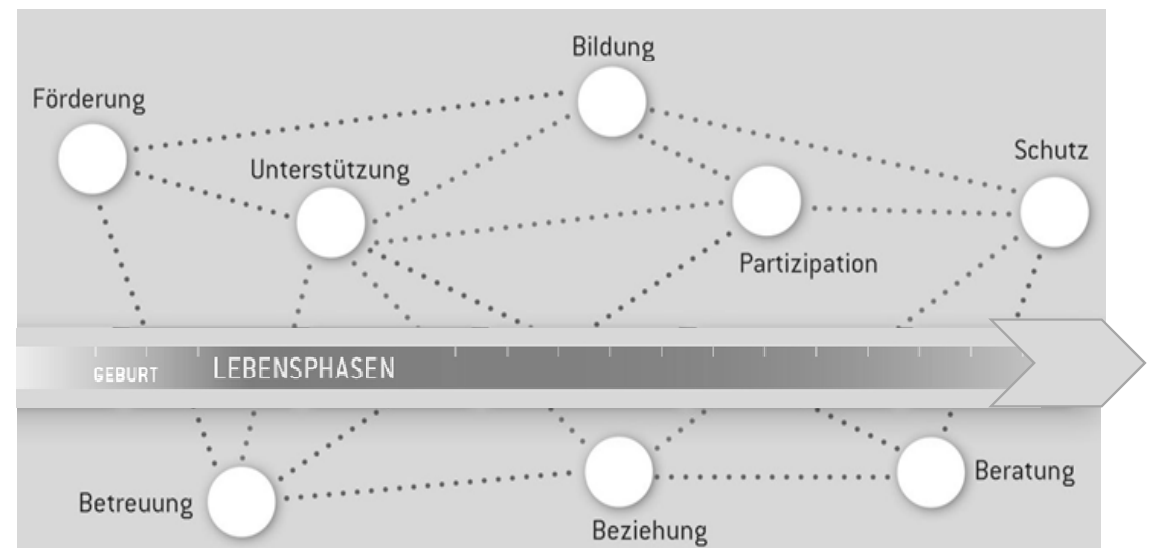 Bildung
Förderung
Schutz
Unterstützung
Partizipation
GEBURT
LEBENSPHASEN
Beratung
Betreuung
Beziehung